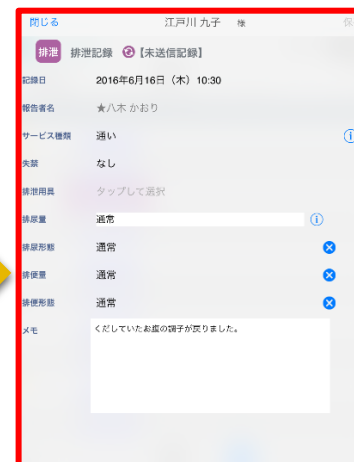 閉じる 江戸川 九子 様 保
排泄 排泄記録 【未送信記録】
記録日 2016年6月16日（木）10:30
報告者名 ★八木 かおり
サービス種類 通い
失禁 なし
排泄用具 タップして選択
排尿量 通常
排尿形態 通常
排便量 通常
排便形態 通常
メモ くだしていたお腹の調子が戻りました。